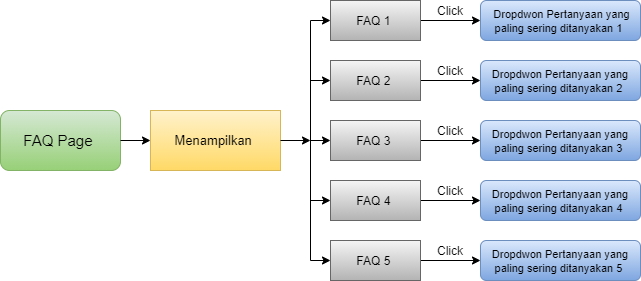 FAQ Page
Menampilkan
FAQ 1
Click
Dropdwon Pertanyaan yang
paling sering ditanyakan 1
FAQ 2
Click
Dropdwon Pertanyaan yang
paling sering ditanyakan 2
FAQ 3
Click
Dropdwon Pertanyaan yang
paling sering ditanyakan 3
FAQ 4
Click
Dropdwon Pertanyaan yang
paling sering ditanyakan 4
FAQ 5
Click
Dropdwon Pertanyaan yang
paling sering ditanyakan 5